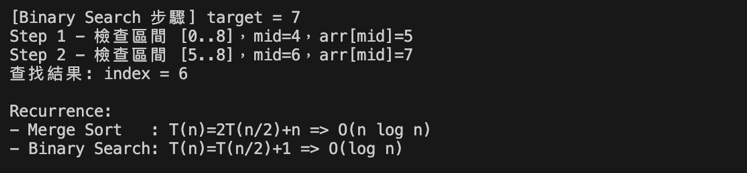 [Binary Search 步驟] target = 7
Step 1 - 檢查區間 [0..8]，mid=4，arr[mid]=5
Step 2 - 檢查區間 [5..8]，mid=6，arr[mid]=7
查找結果: index = 6

Recurrence:
- Merge Sort   : T(n)=2T(n/2)+n => O(n log n)
- Binary Search: T(n)=T(n/2)+1 => O(log n)